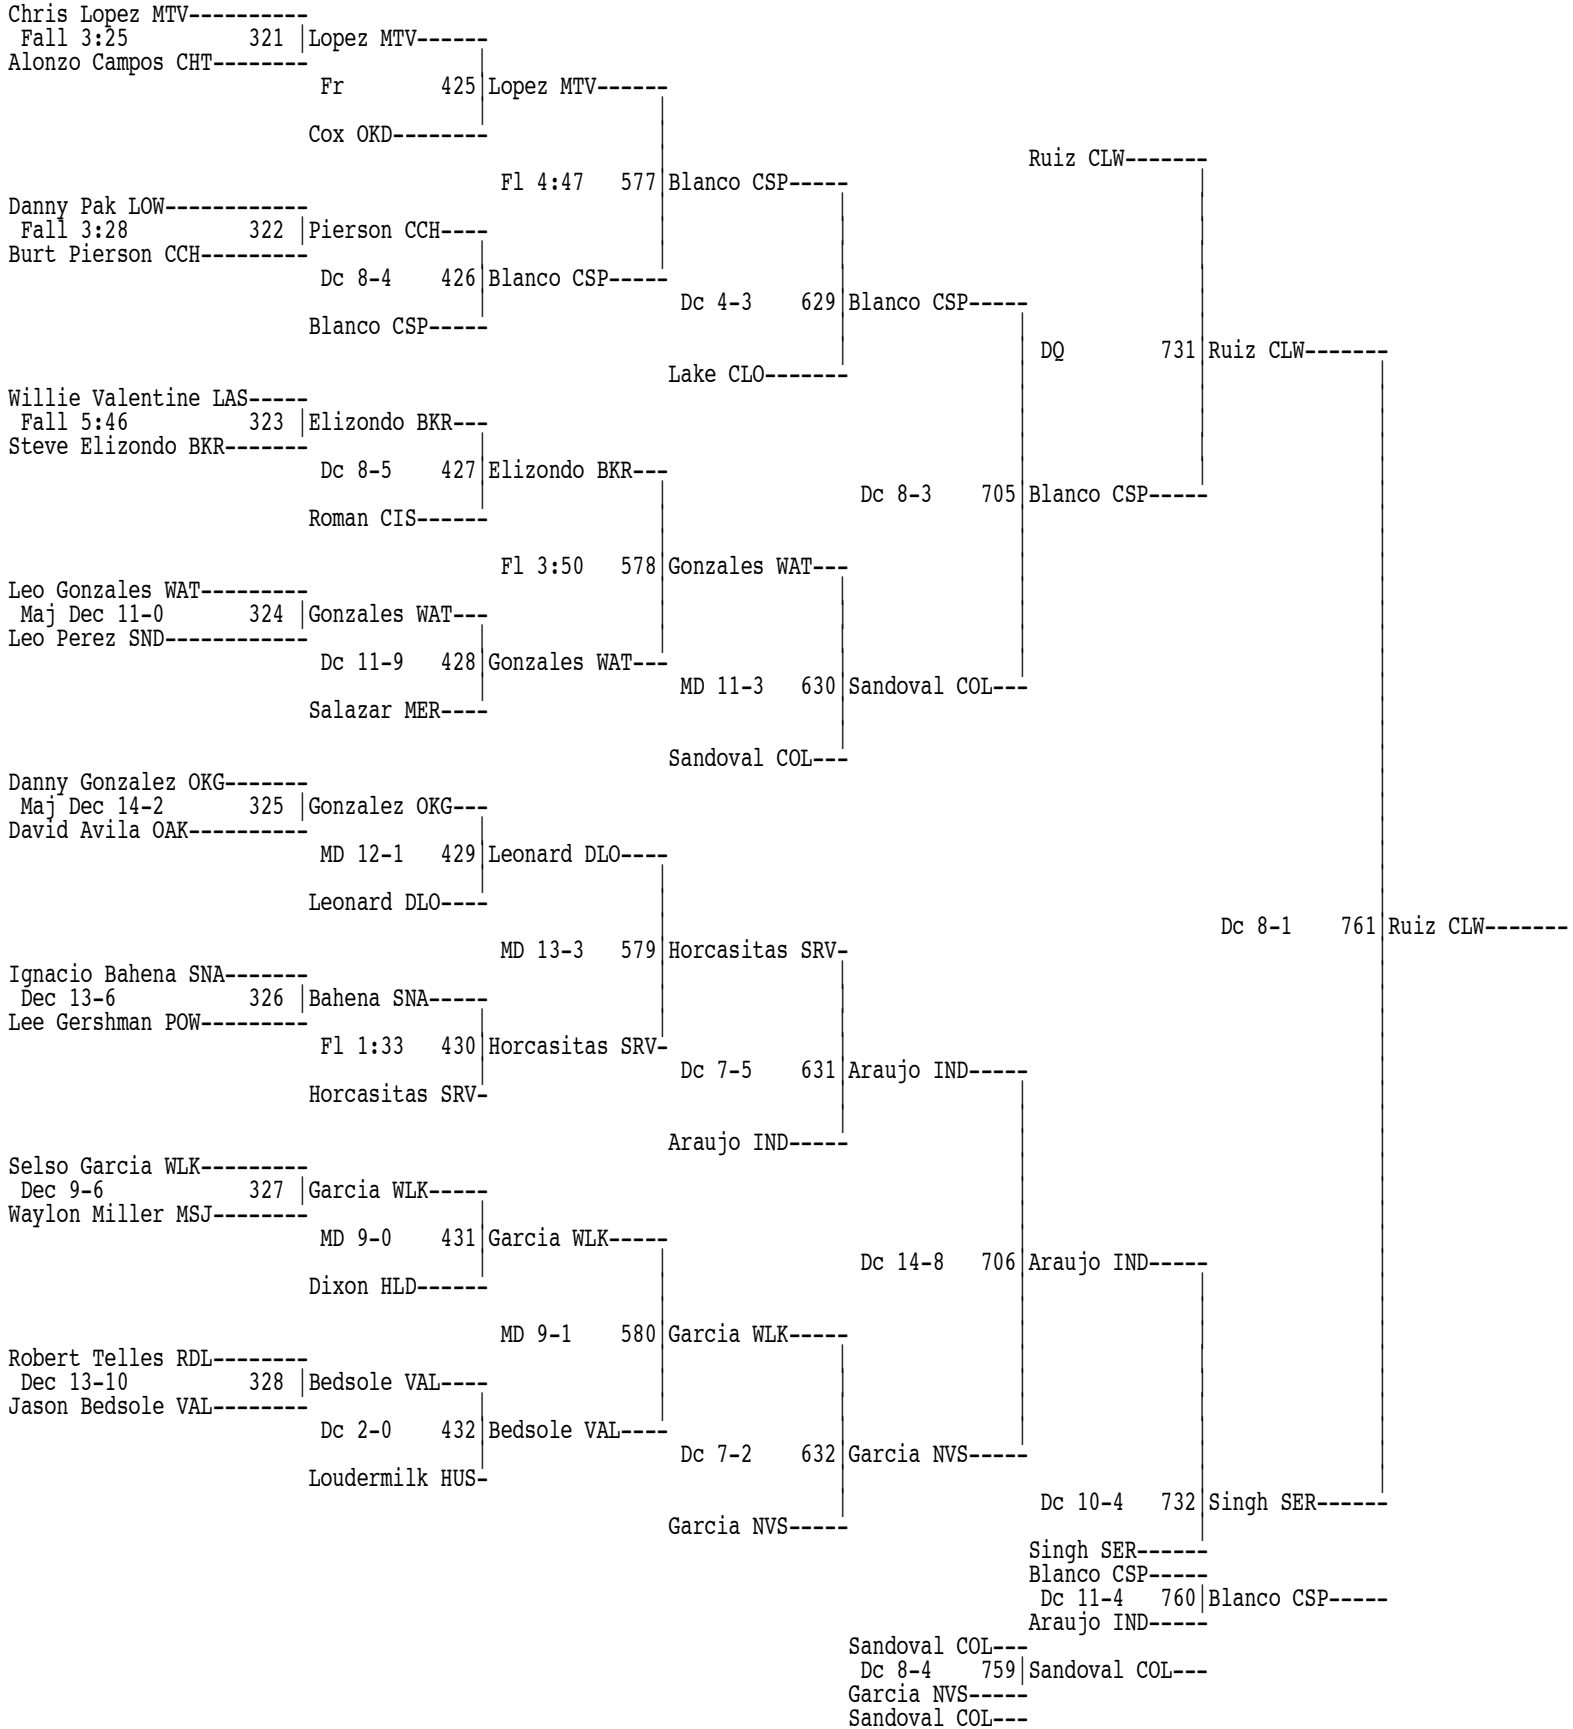 Chris Lopez MTV----------
Fall 3:25 321 |Lopez MTV------
Alonzo Campos CHT--------
Fr 425|Lopez MTV------
Cox OKD--------
Ruiz CLW-------
Fl 4:47 577|Blanco CSP-----
Danny Pak LOW------------
Fall 3:28 322 |Pierson CCH----
Burt Pierson CCH---------
Dc 8-4 426|Blanco CSP-----
Dc 4-3 629|Blanco CSP-----
Blanco CSP-----
DQ 731|Ruiz CLW-------
Lake CLO-------
Willie Valentine LAS-----
Fall 5:46 323 |Elizondo BKR---
Steve Elizondo BKR-------
Dc 8-5 427|Elizondo BKR---
Dc 8-3 705|Blanco CSP-----
Roman CIS------
Fl 3:50 578|Gonzales WAT---
Leo Gonzales WAT---------
Maj Dec 11-0 324 |Gonzales WAT---
Leo Perez SND------------
Dc 11-9 428|Gonzales WAT---
MD 11-3 630|Sandoval COL---
Salazar MER----
Sandoval COL---
Danny Gonzalez OKG-------
Maj Dec 14-2 325 |Gonzalez OKG---
David Avila OAK----------
MD 12-1 429|Leonard DLO----
Leonard DLO----
Dc 8-1 761|Ruiz CLW-------
MD 13-3 579|Horcasitas SRV-
Ignacio Bahena SNA-------
Dec 13-6 326 |Bahena SNA-----
Lee Gershman POW---------
Fl 1:33 430|Horcasitas SRV-
Dc 7-5 631|Araujo IND-----
Horcasitas SRV-
Araujo IND-----
Selso Garcia WLK---------
Dec 9-6 327 |Garcia WLK-----
Waylon Miller MSJ--------
MD 9-0 431|Garcia WLK-----
Dc 14-8 706|Araujo IND-----
Dixon HLD------
MD 9-1 580|Garcia WLK-----
Robert Telles RDL--------
Dec 13-10 328 |Bedsole VAL----
Jason Bedsole VAL--------
Dc 2-0 432|Bedsole VAL----
Dc 7-2 632|Garcia NVS-----
Loudermilk HUS-
Dc 10-4 732|Singh SER------
Garcia NVS-----
Singh SER------
Blanco CSP-----
Dc 11-4 760|Blanco CSP-----
Araujo IND-----
Sandoval COL---
Dc 8-4 759|Sandoval COL---
Garcia NVS-----
Sandoval COL---